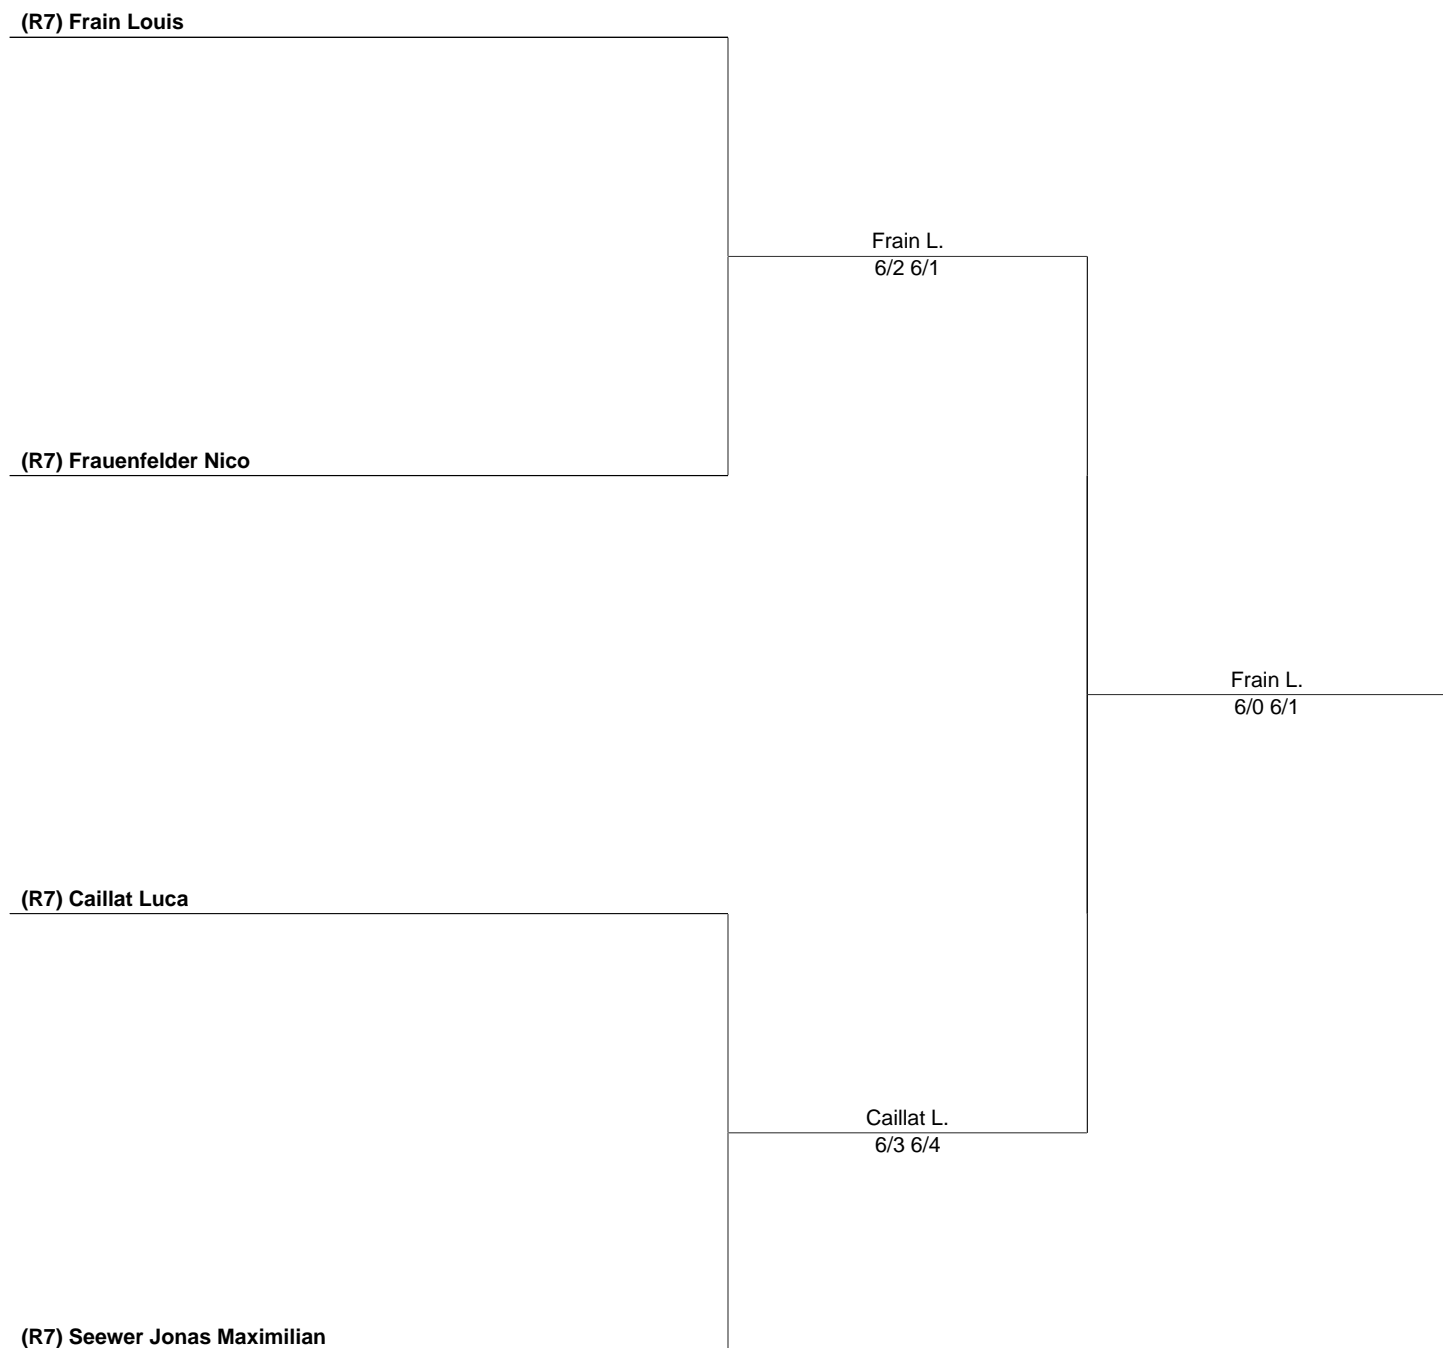 (R7) Frain Louis
Frain L.
6/2 6/1
(R7) Frauenfelder Nico
Frain L.
6/0 6/1
(R7) Caillat Luca
Caillat L.
6/3 6/4
(R7) Seewer Jonas Maximilian